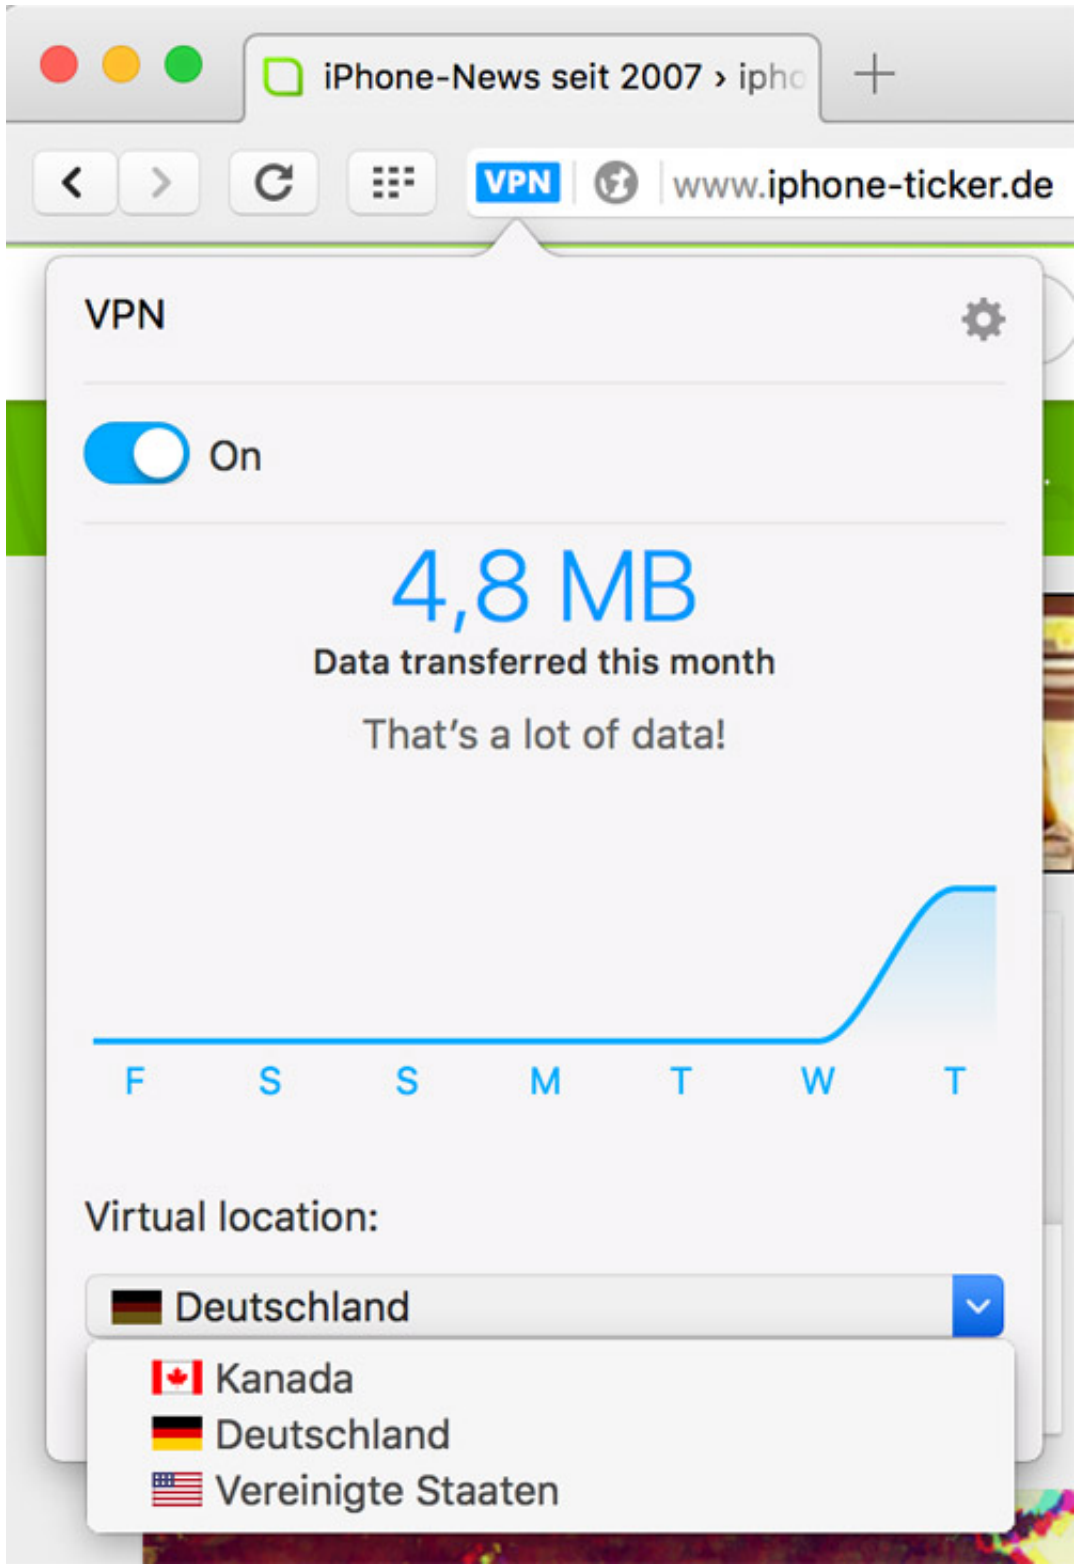 iPhone-News seit 2007 › ipho
VPN www.iphone-ticker.de
VPN
On
4,8 MB
Data transferred this month
That's a lot of data!
F S S M T W T
Virtual location:
Deutschland
Kanada
Deutschland
Vereinigte Staaten